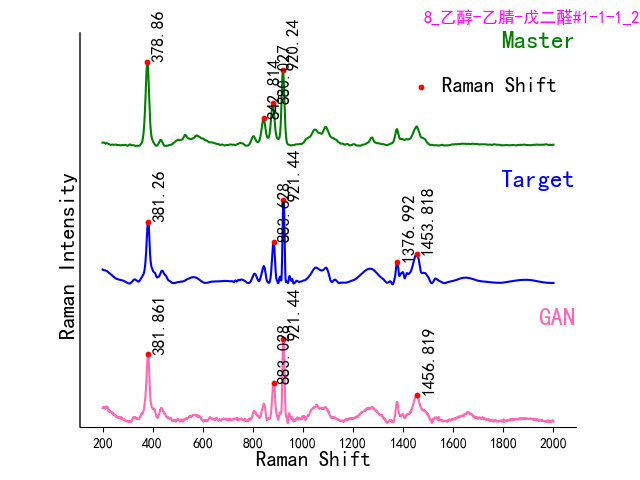 8_乙醇-乙腈-戊二醛#1-1-1_2
Master
Raman Shift
378.86
842.814
880.027
920.24
Target
381.26
883.628
921.44
1376.992
1453.818
GAN
381.861
883.028
921.44
1456.819
Raman Intensity
200 400 600 800 1000 1200 1400 1600 1800 2000
Raman Shift